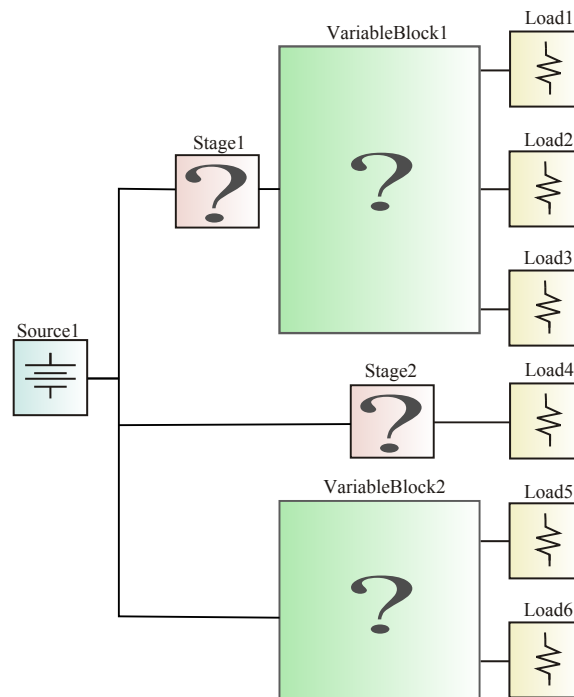 Load1
VariableBlock1
?
Stage1
?
Load2
Load3
Source1
Stage2
?
Load4
VariableBlock2
?
Load5
Load6